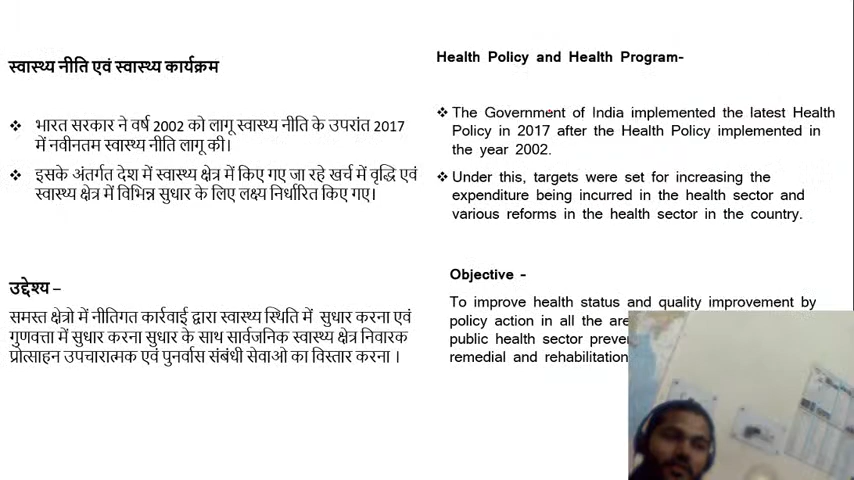 स्वास्थ्य नीति एवं स्वास्थ्य कार्यक्रम
❖ भारत सरकार ने वर्ष 2002 को लागू स्वास्थ्य नीति के उपरांत 2017
में नवीनतम स्वास्थ्य नीति लागू की।
❖ इसके अंतर्गत देश में स्वास्थ्य क्षेत्र में किए गए जा रहे खर्च में वृद्धि एवं
स्वास्थ्य क्षेत्र में विभिन्न सुधार के लिए लक्ष्य निर्धारित किए गए।
उद्देश्य –
समस्त क्षेत्रो में नीतिगत कार्रवाई द्वारा स्वास्थ्य स्थिति में सुधार करना एवं
गुणवत्ता में सुधार करना सुधार के साथ सार्वजनिक स्वास्थ्य क्षेत्र निवारक
प्रोत्साहन उपचारात्मक एवं पुनर्वास संबंधी सेवाओ का विस्तार करना ।
Health Policy and Health Program-
❖ The Government of India implemented the latest Health
Policy in 2017 after the Health Policy implemented in
the year 2002.
❖ Under this, targets were set for increasing the
expenditure being incurred in the health sector and
various reforms in the health sector in the country.
Objective -
To improve health status and quality improvement by
policy action in all the
public health sector
remedial and rehabilitation